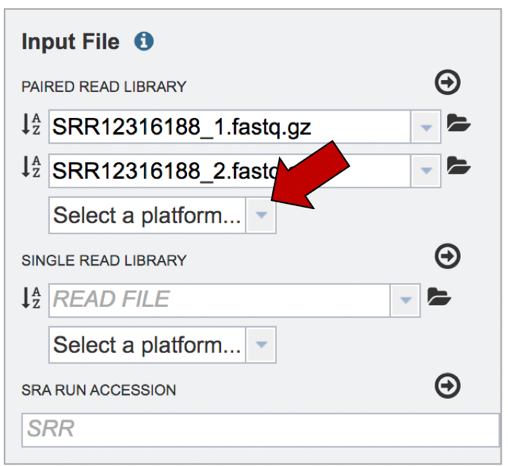 Input File i
PAIRED READ LIBRARY
A Z SRR12316188_1.fastq.gz
A Z SRR12316188_2.fastq
Select a platform...
SINGLE READ LIBRARY
A Z READ FILE
Select a platform...
SRA RUN ACCESSION
SRR